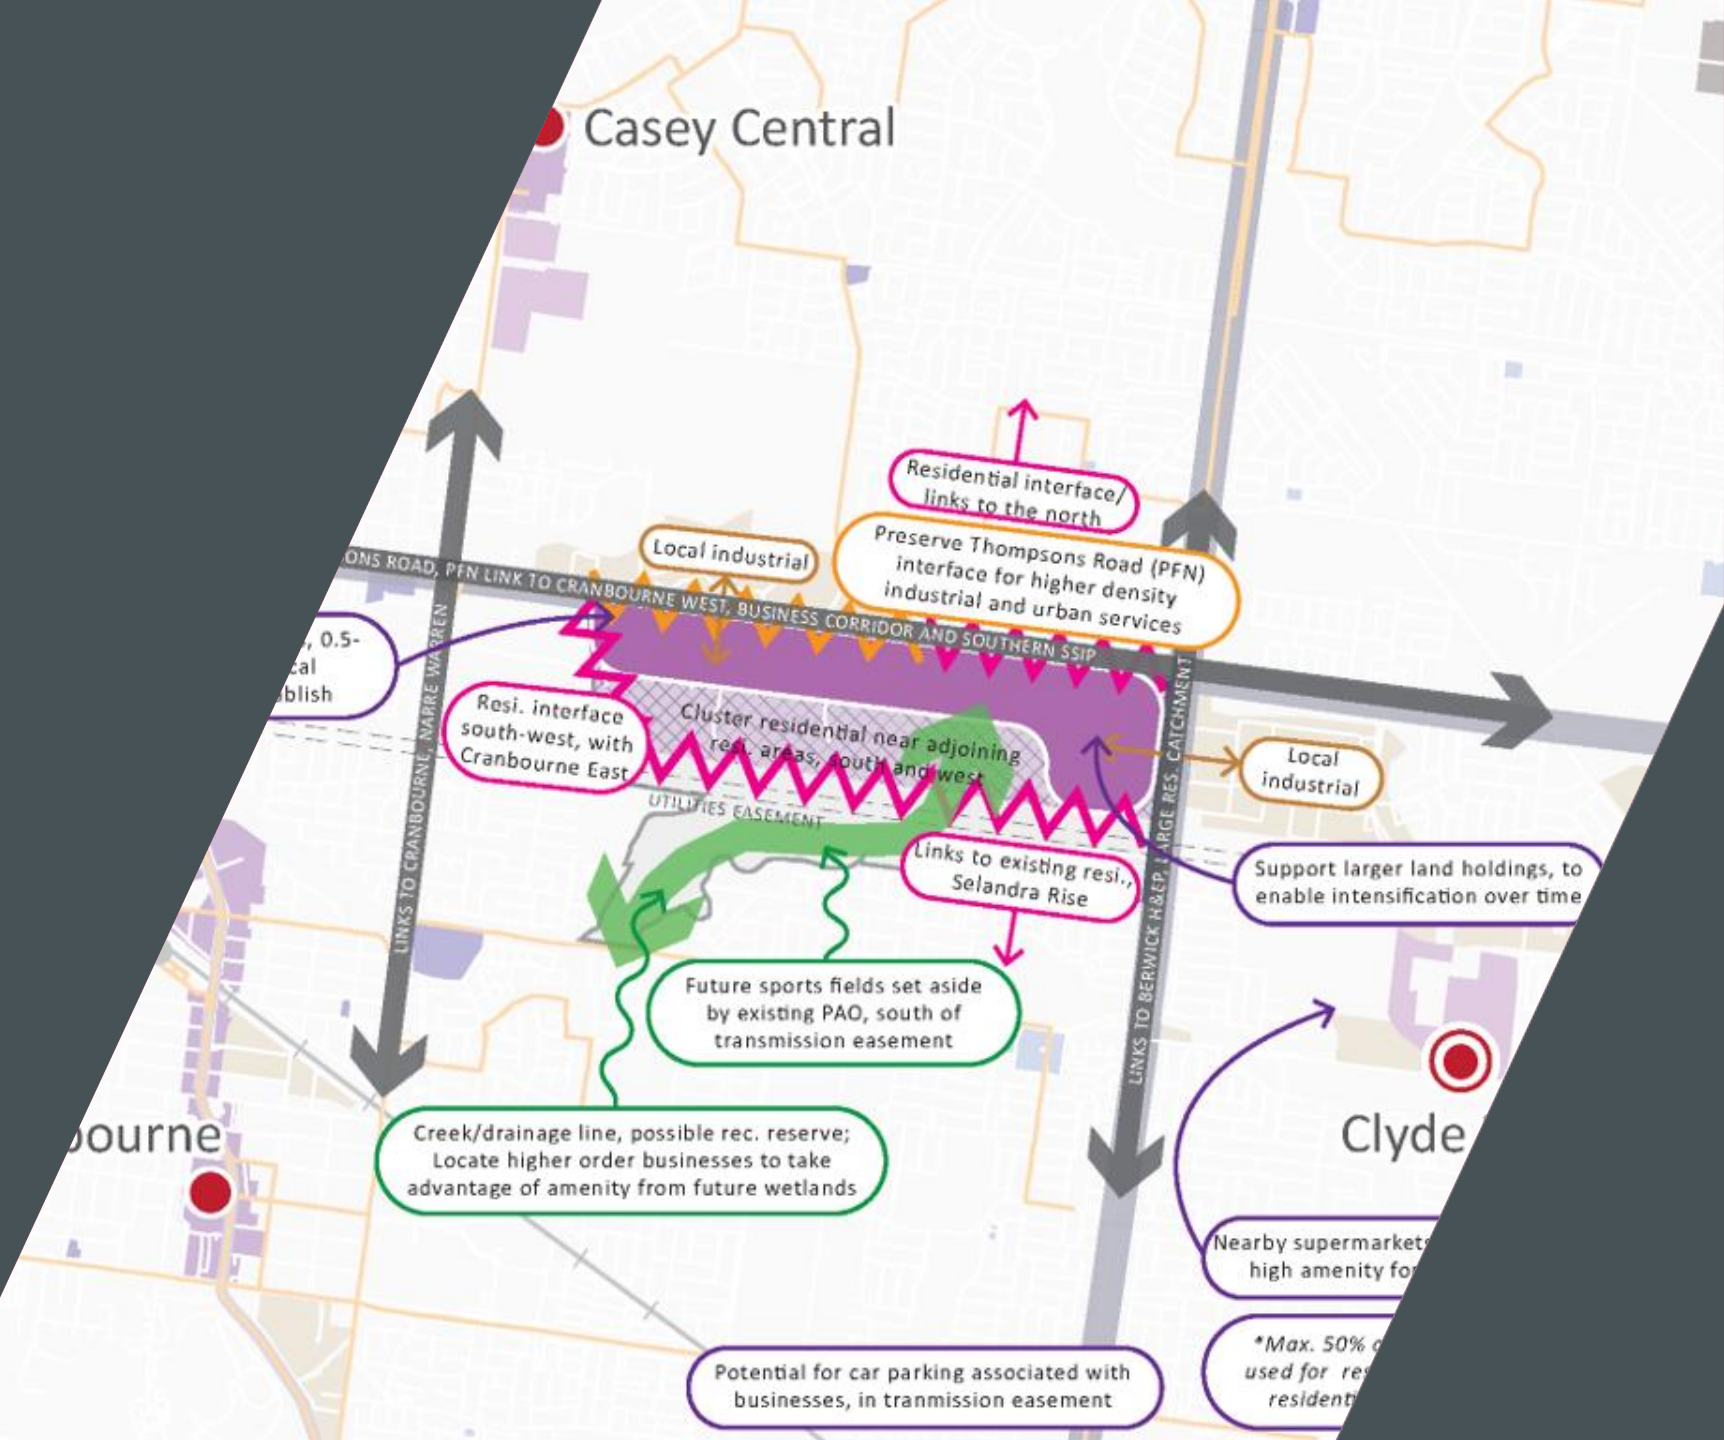 Casey Central
Residential interface/
links to the north
Preserve Thompsons Road (PFN)
interface for higher density
industrial and urban services
Local industrial
ONS ROAD, PFN LINK TO CRANBOURNE WEST, BUSINESS CORRIDOR AND SOUTHERN SSIP
LINKS TO CRANBOURNE, NARRE WARREN
, 0.5-
cal
blish
Resi. interface
south-west, with
Cranbourne East
Cluster residential near adjoining
resi. areas, south and west
UTILITIES EASEMENT
Local
industrial
LINKS TO BERWICK H&EP, LARGE RES. CATCHMENT
Links to existing resi.,
Selandra Rise
Support larger land holdings, to
enable intensification over time
Future sports fields set aside
by existing PAO, south of
transmission easement
Creek/drainage line, possible rec. reserve;
Locate higher order businesses to take
advantage of amenity from future wetlands
bourne
Clyde
Nearby supermarkets
high amenity for
*Max. 50% o
used for res
residenti
Potential for car parking associated with
businesses, in tranmission easement